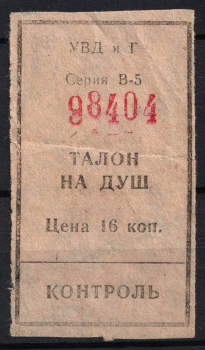 УВД и Г
Серия В-5
98404
ТАЛОН
НА ДУШ
Цена 16 коп.
КОНТРОЛЬ